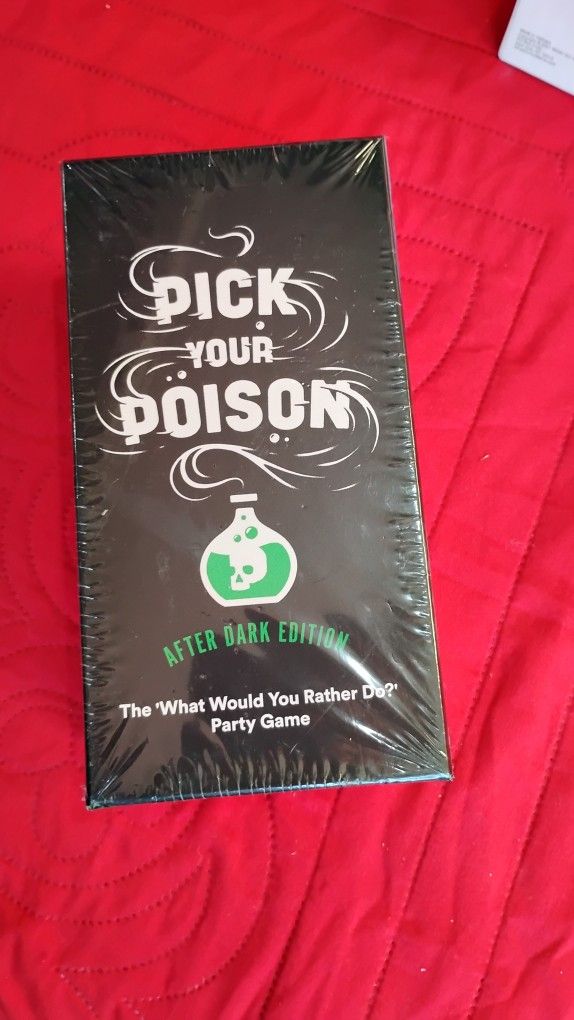 PICK
YOUR
POISON
AFTER DARK EDITION
The 'What Would You Rather Do?'
Party Game